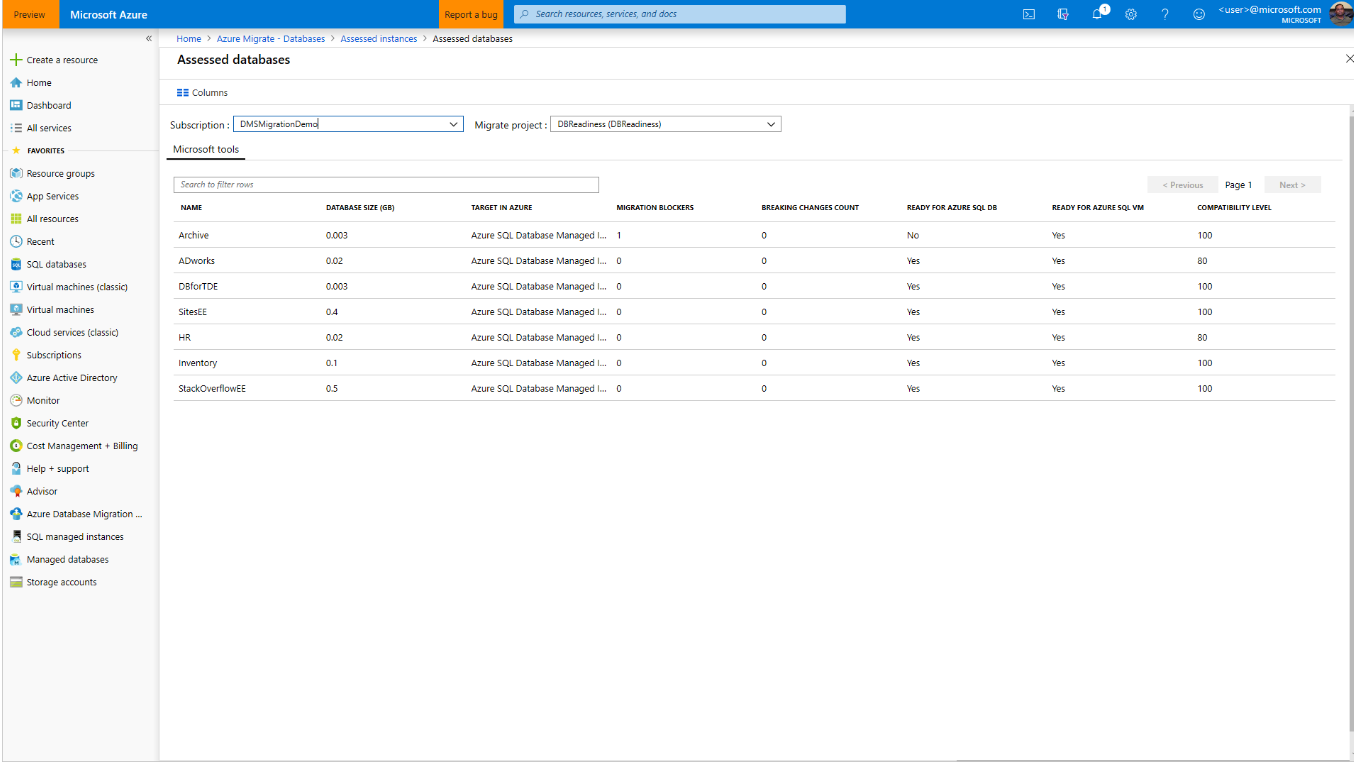 Preview Microsoft Azure Report a bug Search resources, services, and docs 1 <user>@microsoft.com
MICROSOFT
Home > Azure Migrate - Databases > Assessed instances > Assessed databases
Assessed databases
Columns
Subscription : DMSMigrationDemo Migrate project : DBReadiness (DBReadiness)
Microsoft tools
Search to filter rows < Previous Page 1 Next >
NAME DATABASE SIZE (GB) TARGET IN AZURE MIGRATION BLOCKERS BREAKING CHANGES COUNT READY FOR AZURE SQL DB READY FOR AZURE SQL VM COMPATIBILITY LEVEL
Archive 0.003 Azure SQL Database Managed I... 1 0 No Yes 100
ADworks 0.02 Azure SQL Database Managed I... 0 0 Yes Yes 80
DBforTDE 0.003 Azure SQL Database Managed I... 0 0 Yes Yes 100
SitesEE 0.4 Azure SQL Database Managed I... 0 0 Yes Yes 100
HR 0.02 Azure SQL Database Managed I... 0 0 Yes Yes 80
Inventory 0.1 Azure SQL Database Managed I... 0 0 Yes Yes 100
StackOverflowEE 0.5 Azure SQL Database Managed I... 0 0 Yes Yes 100
Create a resource
Home
Dashboard
All services
FAVORITES
Resource groups
App Services
All resources
Recent
SQL databases
Virtual machines (classic)
Virtual machines
Cloud services (classic)
Subscriptions
Azure Active Directory
Monitor
Security Center
Cost Management + Billing
Help + support
Advisor
Azure Database Migration ...
SQL managed instances
Managed databases
Storage accounts